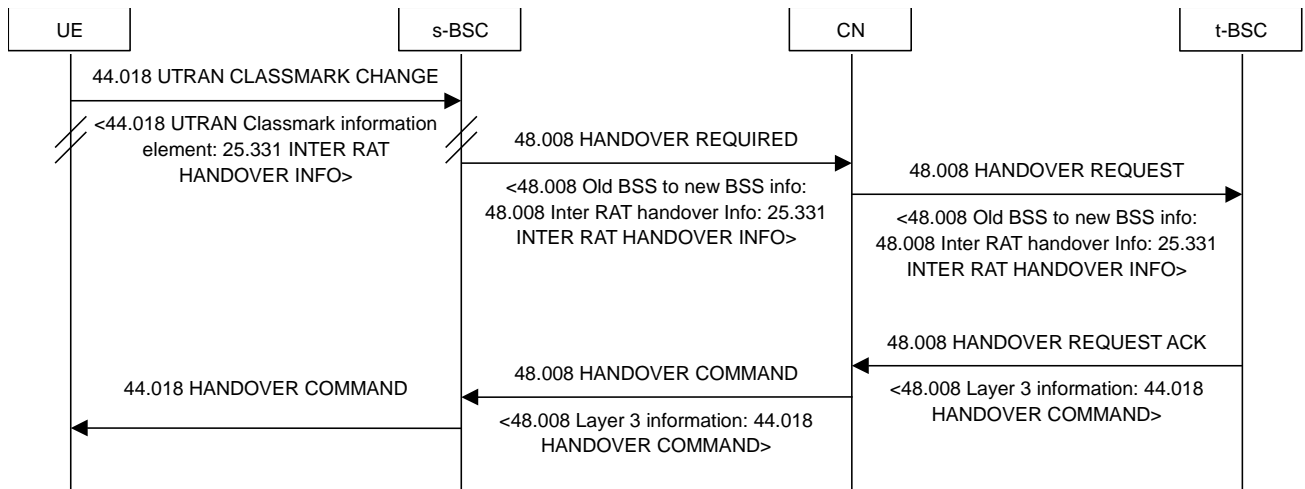 UE
s-BSC
CN
t-BSC
44.018 UTRAN CLASSMARK CHANGE
<44.018 UTRAN Classmark information
element: 25.331 INTER RAT
HANDOVER INFO>
48.008 HANDOVER REQUIRED
<48.008 Old BSS to new BSS info:
48.008 Inter RAT handover Info: 25.331
INTER RAT HANDOVER INFO>
48.008 HANDOVER REQUEST
<48.008 Old BSS to new BSS info:
48.008 Inter RAT handover Info: 25.331
INTER RAT HANDOVER INFO>
48.008 HANDOVER REQUEST ACK
<48.008 Layer 3 information: 44.018
HANDOVER COMMAND>
48.008 HANDOVER COMMAND
<48.008 Layer 3 information: 44.018
HANDOVER COMMAND>
44.018 HANDOVER COMMAND